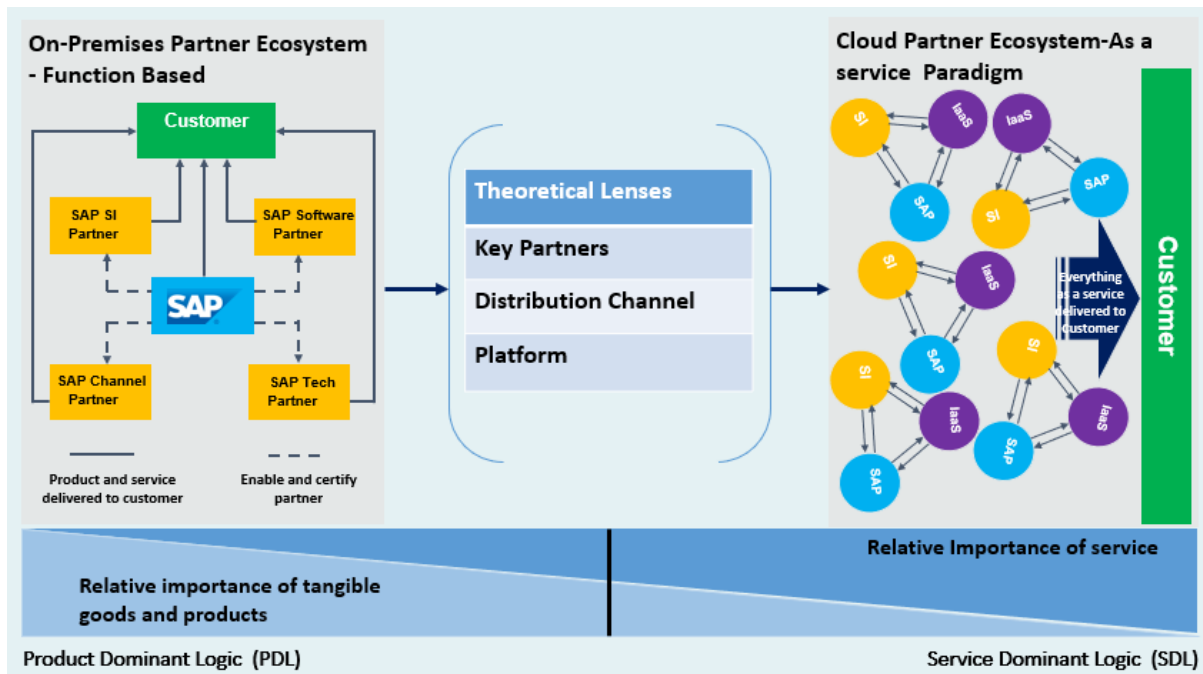 On-Premises Partner Ecosystem
- Function Based
Customer
SAP SI
Partner
SAP Software
Partner
SAP
SAP Channel
Partner
SAP Tech
Partner
Product and service
delivered to customer
Enable and certify
partner
Theoretical Lenses
Key Partners
Distribution Channel
Platform
Cloud Partner Ecosystem-As a
service Paradigm
SI
IaaS
SAP
IaaS
SI
SAP
SI
IaaS
SAP
SI
IaaS
SAP
SI
IaaS
SAP
Everything
as a service
delivered to
Customer
Customer
Relative importance of tangible
goods and products
Relative Importance of service
Product Dominant Logic (PDL)
Service Dominant Logic (SDL)